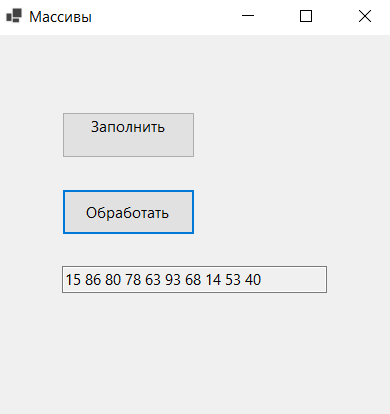 Массивы
Заполнить
Обработать
15 86 80 78 63 93 68 14 53 40